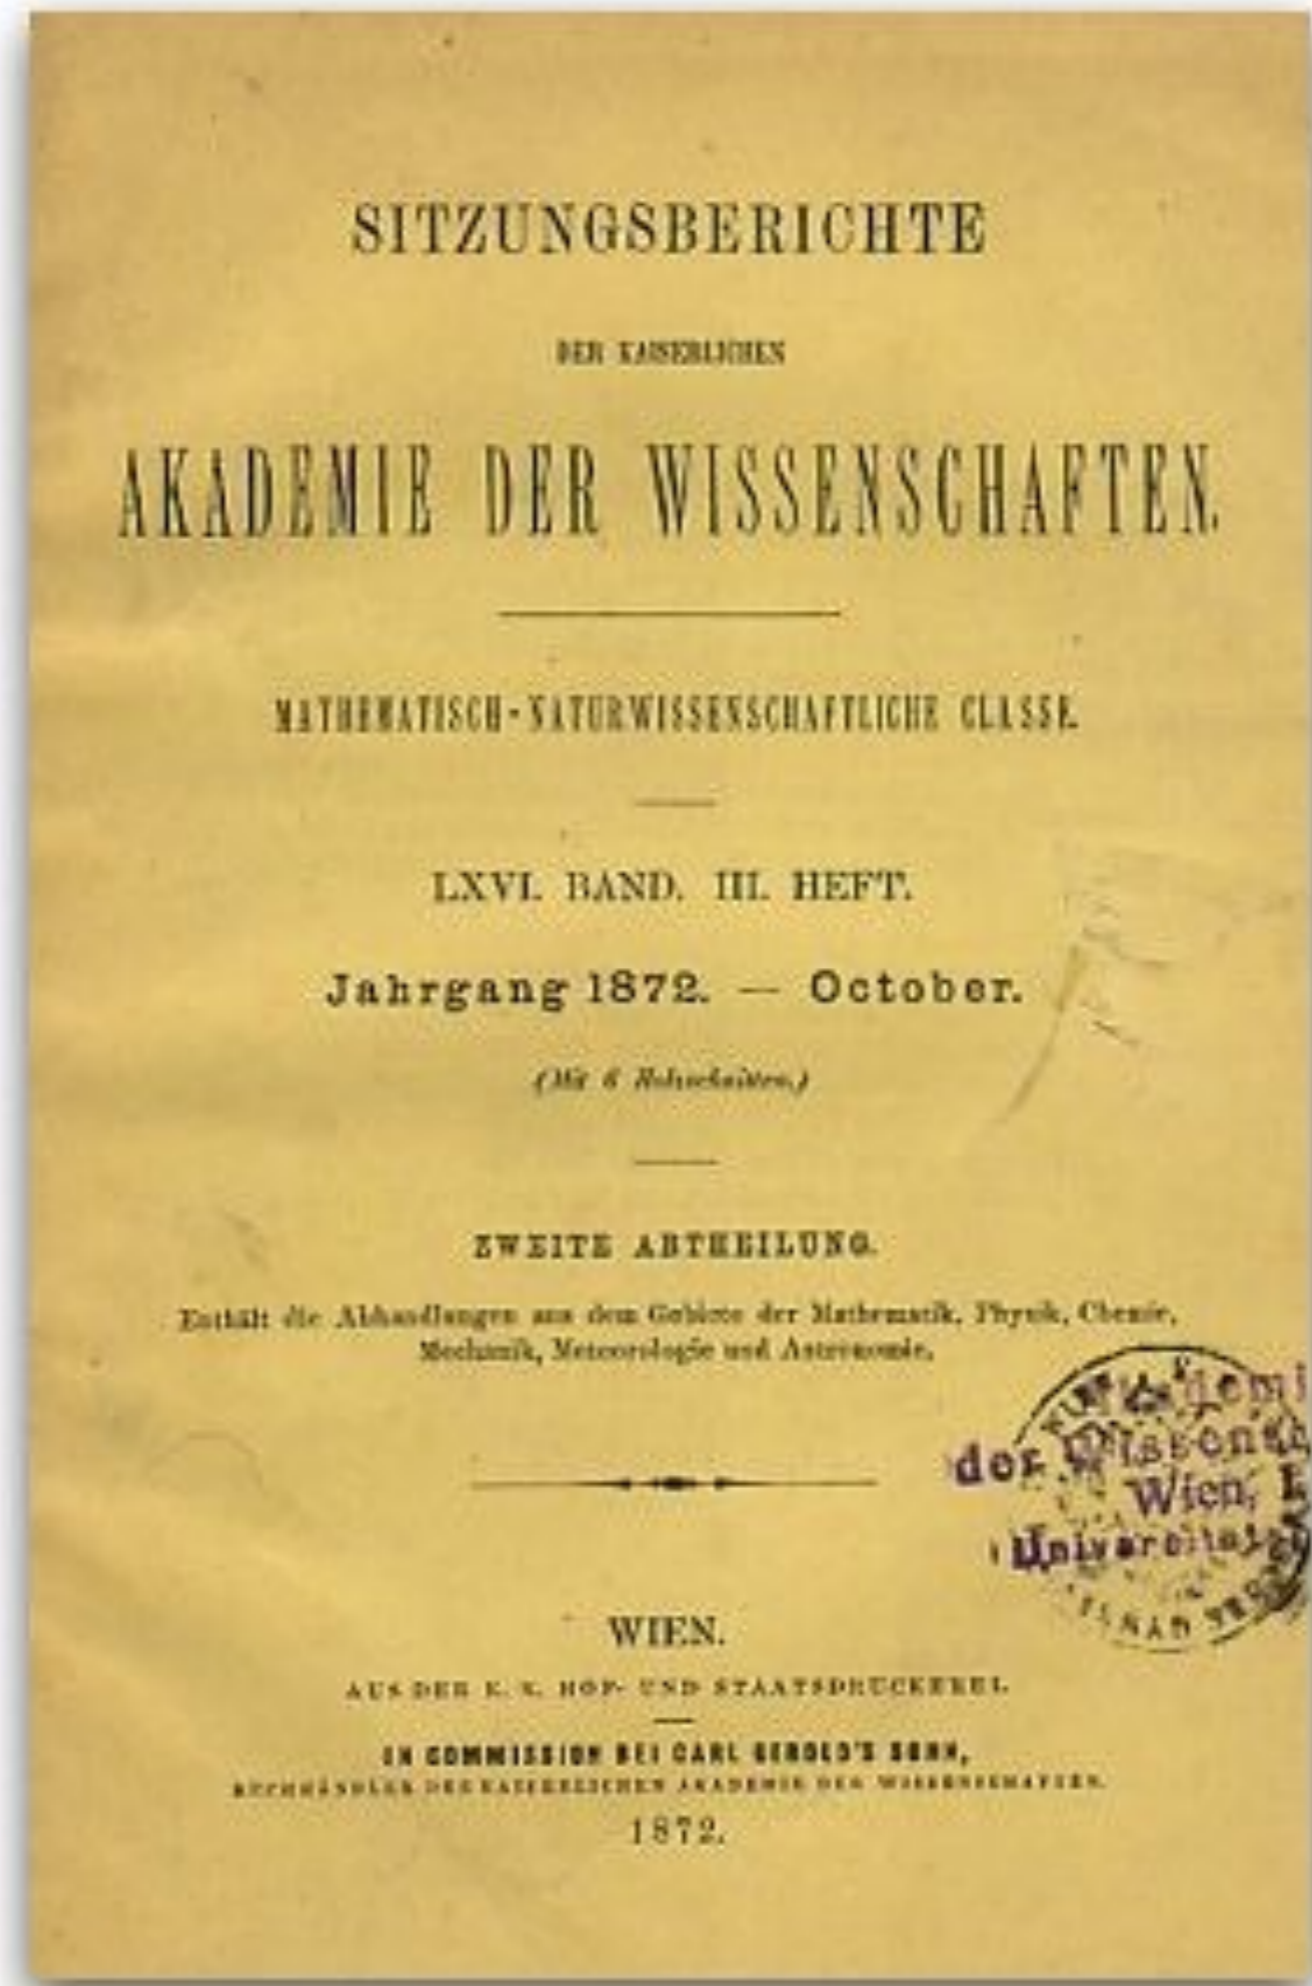 SITZUNGSBERICHTE
DER KAISERLICHEN
AKADEMIE DER WISSENSCHAFTEN.
MATHEMATISCH-NATURWISSENSCHAFTLICHE CLASSE.
LXVI. BAND. III. HEFT.
Jahrgang 1872. — October.
(Mit 6 Holzschnitten.)
ZWEITE ABTHEILUNG.
Enthält die Abhandlungen aus dem Gebiete der Mathematik, Physik, Chemie,
Mechanik, Meteorologie und Astronomie.
der Wissensch
Wien,
Universität
WIEN.
AUS DER K. K. HOF- UND STAATSDRUCKEREI.
IN COMMISSION BEI CARL GEROLD'S SOHN,
BUCHHÄNDLER DER KAISERLICHEN AKADEMIE DER WISSENSCHAFTEN.
1872.